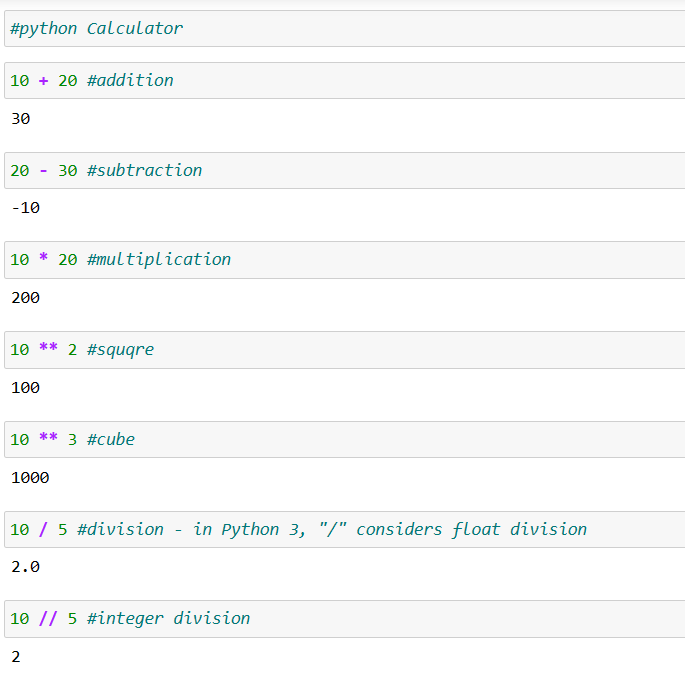 #python Calculator
10 + 20 #addition
30
20 - 30 #subtraction
-10
10 * 20 #multiplication
200
10 ** 2 #squqre
100
10 ** 3 #cube
1000
10 / 5 #division - in Python 3, "/" considers float division
2.0
10 // 5 #integer division
2